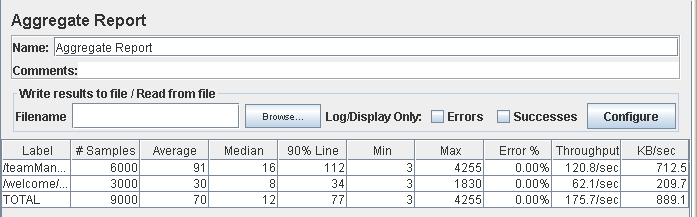 Aggregate Report
Name: Aggregate Report
Comments:
Write results to file / Read from file
Filename Browse... Log/Display Only: Errors Successes Configure
Label # Samples Average Median 90% Line Min Max Error % Throughput KB/sec
/teamMan... 6000 91 16 112 3 4255 0.00% 120.8/sec 712.5
/welcome/... 3000 30 8 34 3 1830 0.00% 62.1/sec 209.7
TOTAL 9000 70 12 77 3 4255 0.00% 175.7/sec 889.1